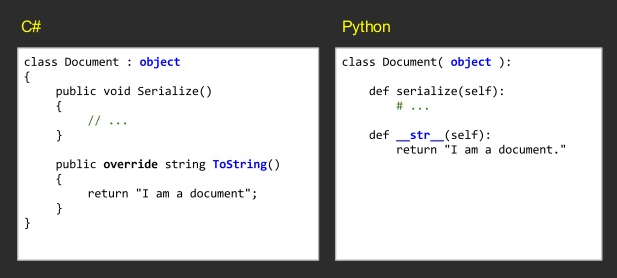 C#
class Document : object
{
public void Serialize()
{
// ...
}
public override string ToString()
{
return "I am a document";
}
}
Python
class Document( object ):
def serialize(self):
# ...
def __str__(self):
return "I am a document."